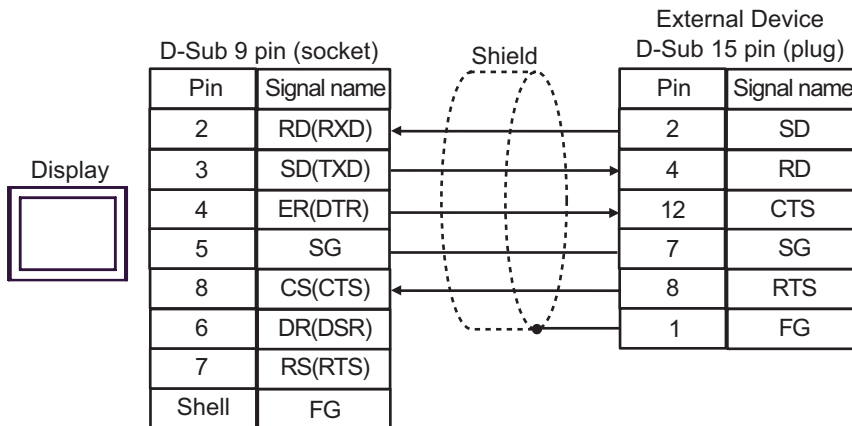 External Device
D-Sub 9 pin (socket) Shield D-Sub 15 pin (plug)
Pin Signal name Pin Signal name
2 RD(RXD) 2 SD
Display 3 SD(TXD) 4 RD
4 ER(DTR) 12 CTS
5 SG 7 SG
8 CS(CTS) 8 RTS
6 DR(DSR) 1 FG
7 RS(RTS)
Shell FG